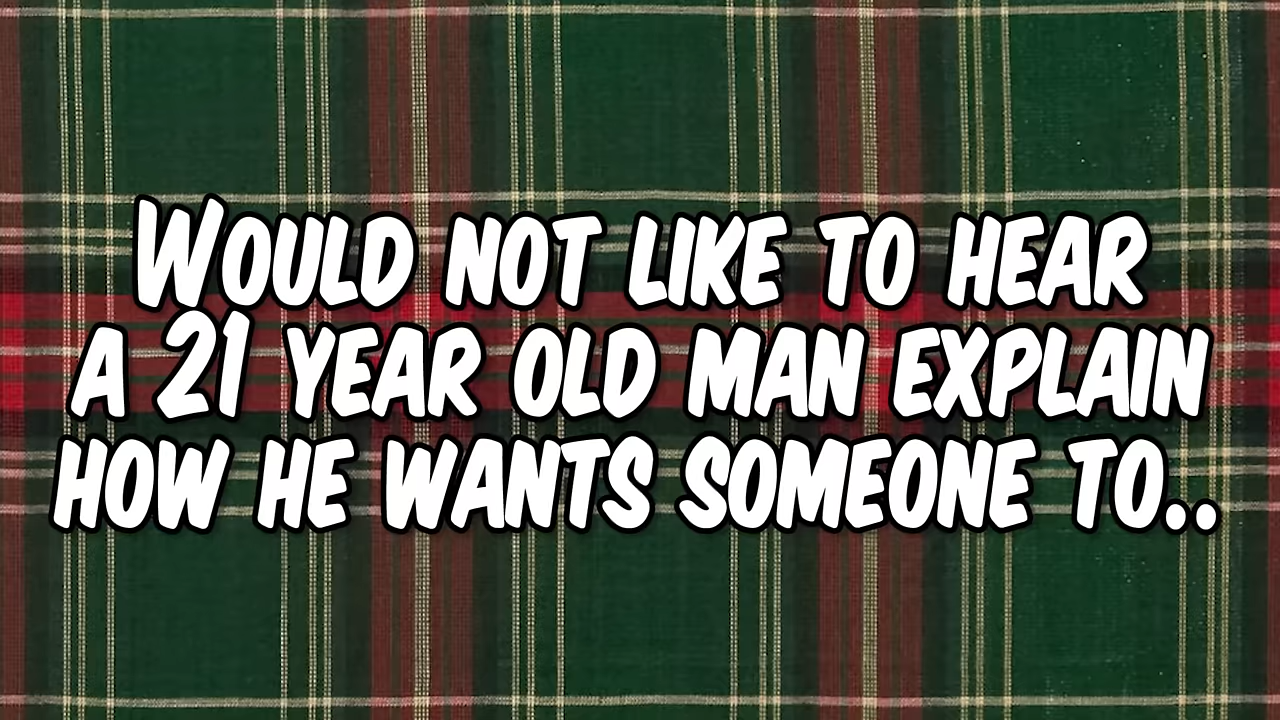 Would not like to hear
a 21 year old man explain
how he wants someone to..